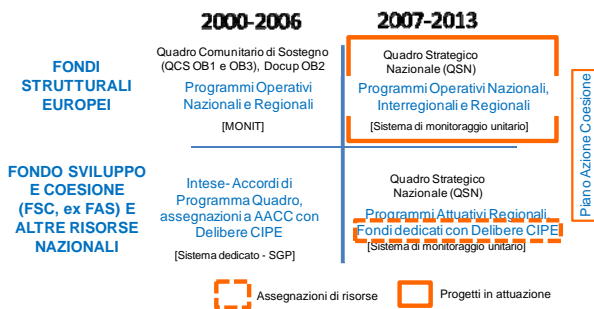 2000-2006
2007-2013
FONDI
STRUTTURALI
EUROPEI
Quadro Comunitario di Sostegno
(QCS OB1 e OB3), Docup OB2
Programmi Operativi
Nazionali e Regionali
[MONIT]
Quadro Strategico
Nazionale (QSN)
Programmi Operativi Nazionali,
Interregionali e Regionali
[Sistema di monitoraggio unitario]
Piano Azione Coesione
FONDO SVILUPPO
E COESIONE
(FSC, ex FAS) E
ALTRE RISORSE
NAZIONALI
Intese- Accordi di
Programma Quadro,
assegnazioni a AACC con
Delibere CIPE
[Sistema dedicato - SGP]
Quadro Strategico
Nazionale (QSN)
Programmi Attuativi Regionali,
Fondi dedicati con Delibere CIPE
[Sistema di monitoraggio unitario]
Assegnazioni di risorse
Progetti in attuazione